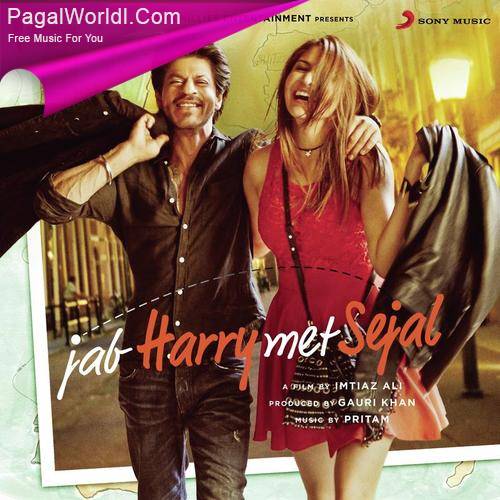 PagalWorldl.Com
Free Music For You
ENTERTAINMENT PRESENTS
SONY MUSIC
jab Harry met Sejal
A FILM BY IMTIAZ ALI
PRODUCED BY GAURI KHAN
MUSIC BY PRITAM